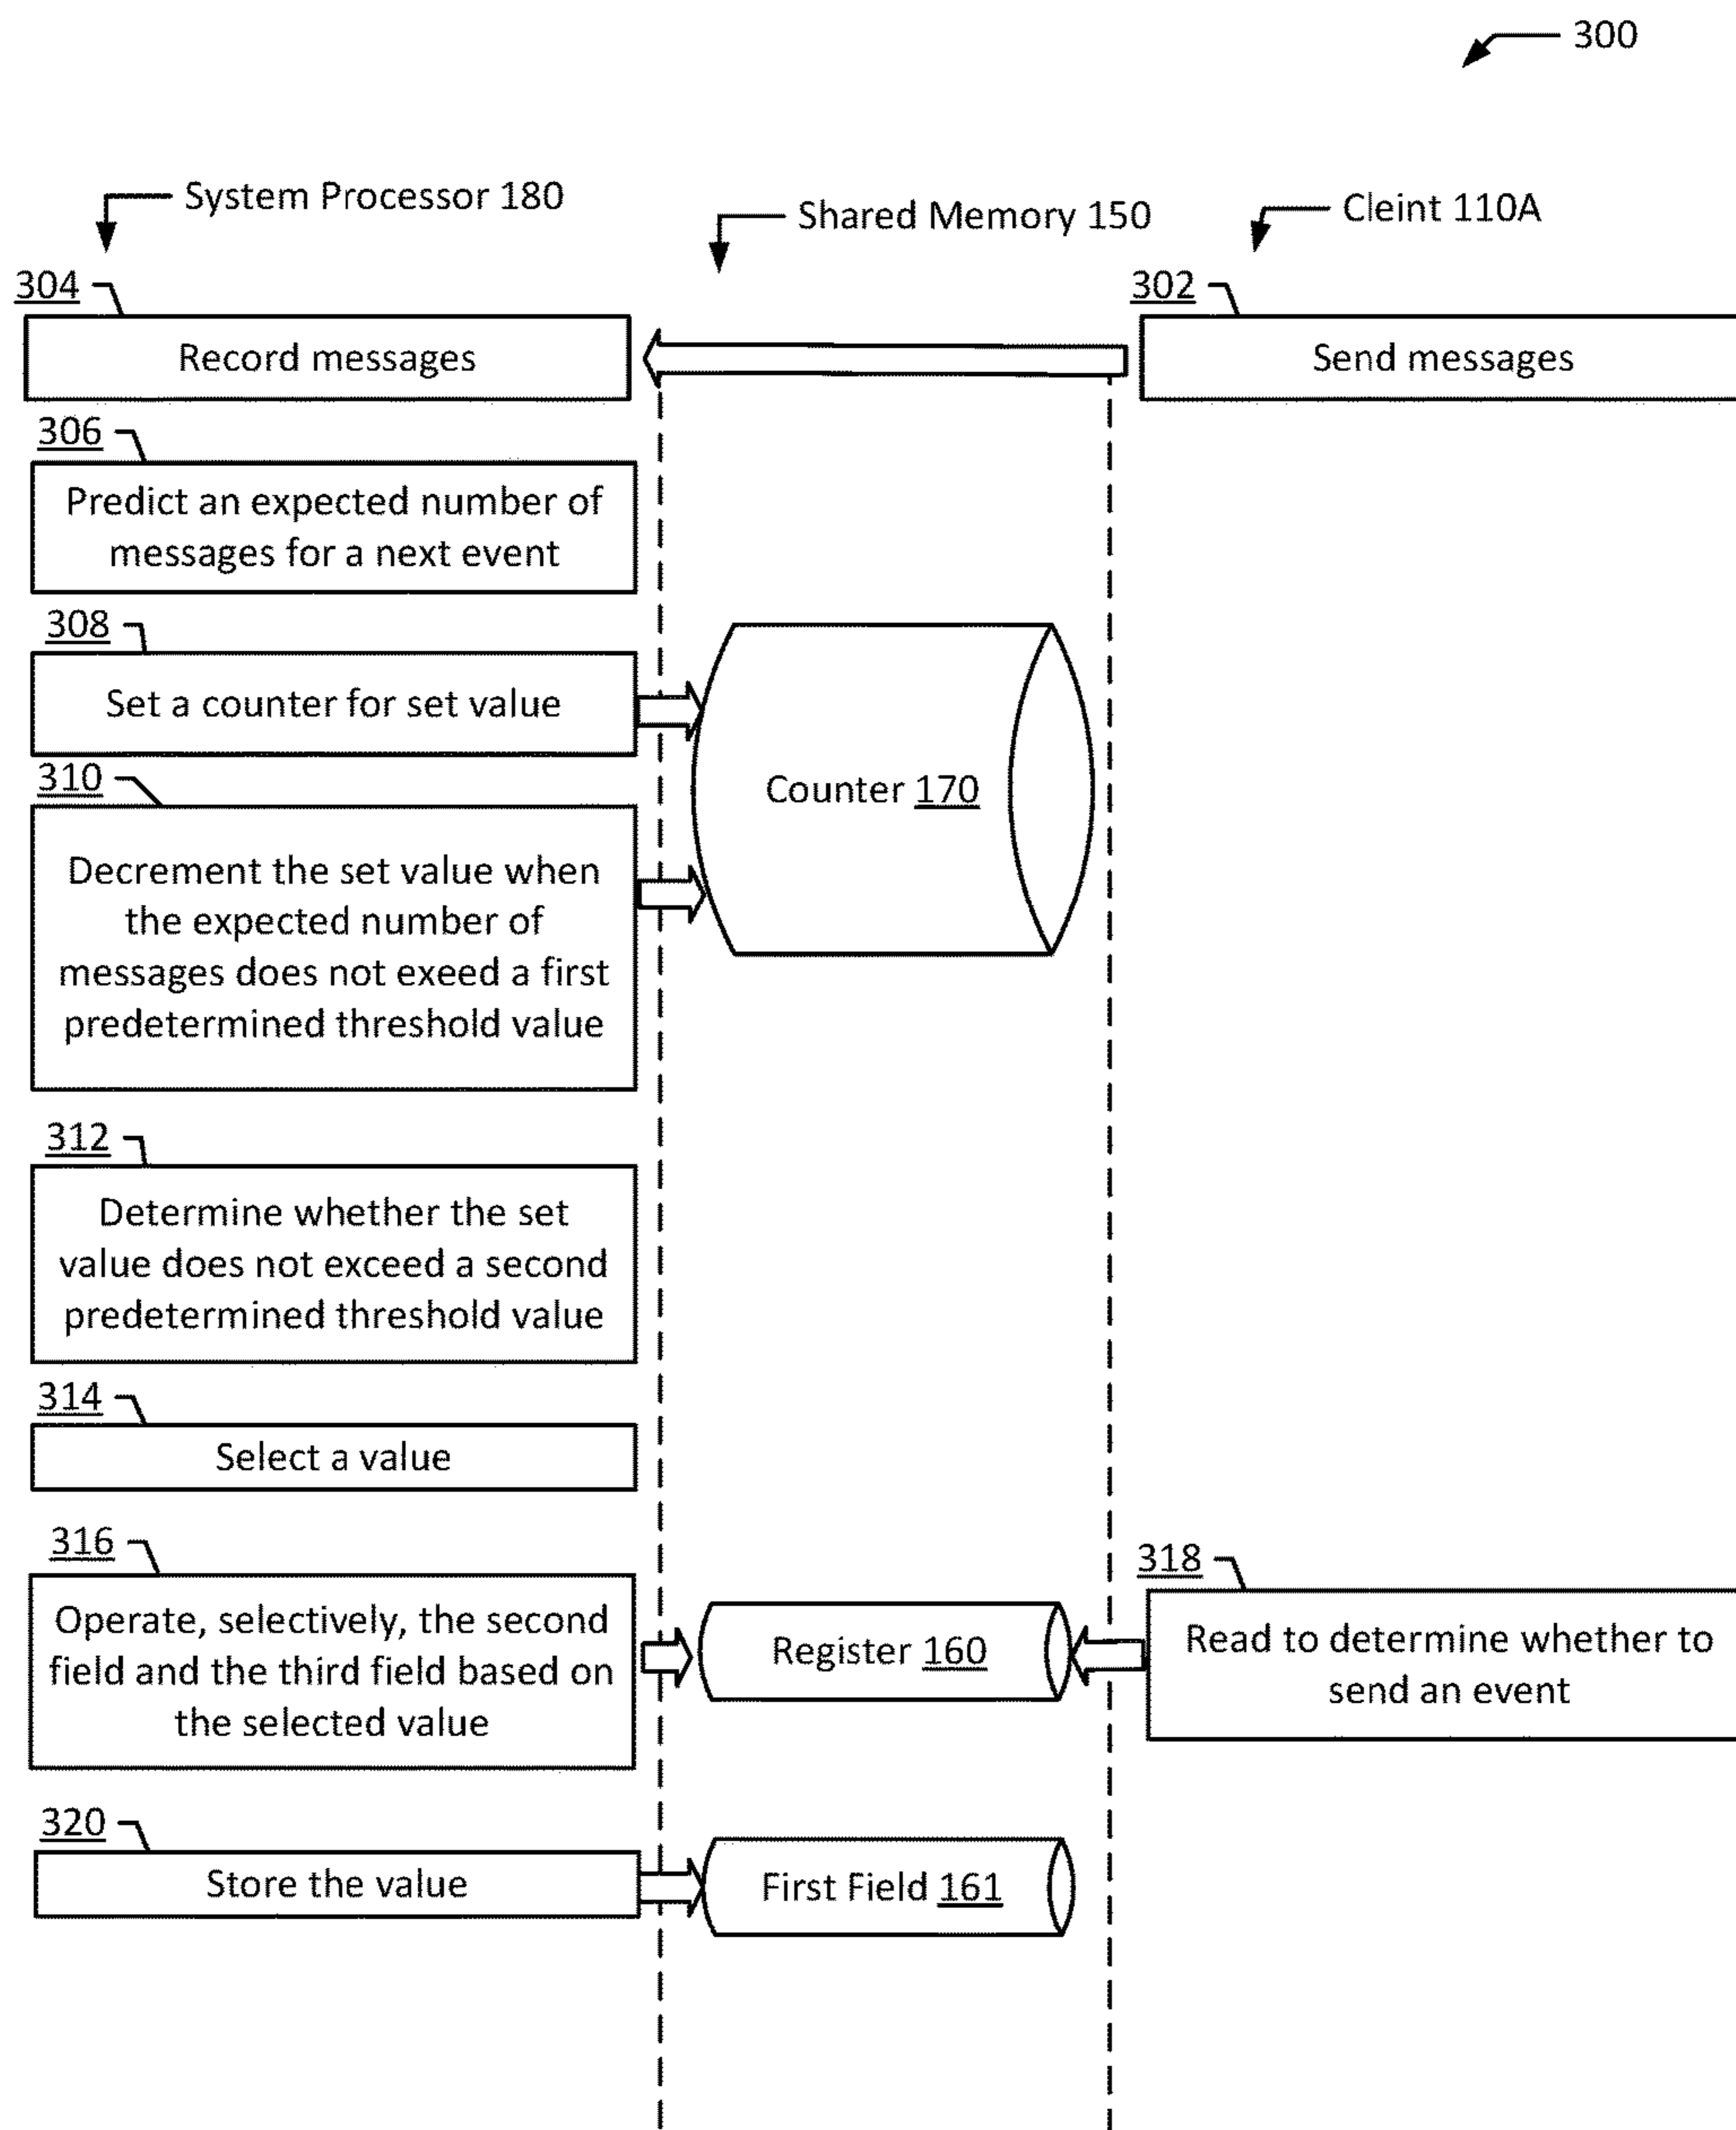 300
System Processor 180
Shared Memory 150
Cleint 110A
304
302
Record messages
Send messages
306
Predict an expected number of
messages for a next event
308
Set a counter for set value
Counter 170
310
Decrement the set value when
the expected number of
messages does not exeed a first
predetermined threshold value
312
Determine whether the set
value does not exceed a second
predetermined threshold value
314
Select a value
316
Operate, selectively, the second
field and the third field based on
the selected value
Register 160
318
Read to determine whether to
send an event
320
Store the value
First Field 161